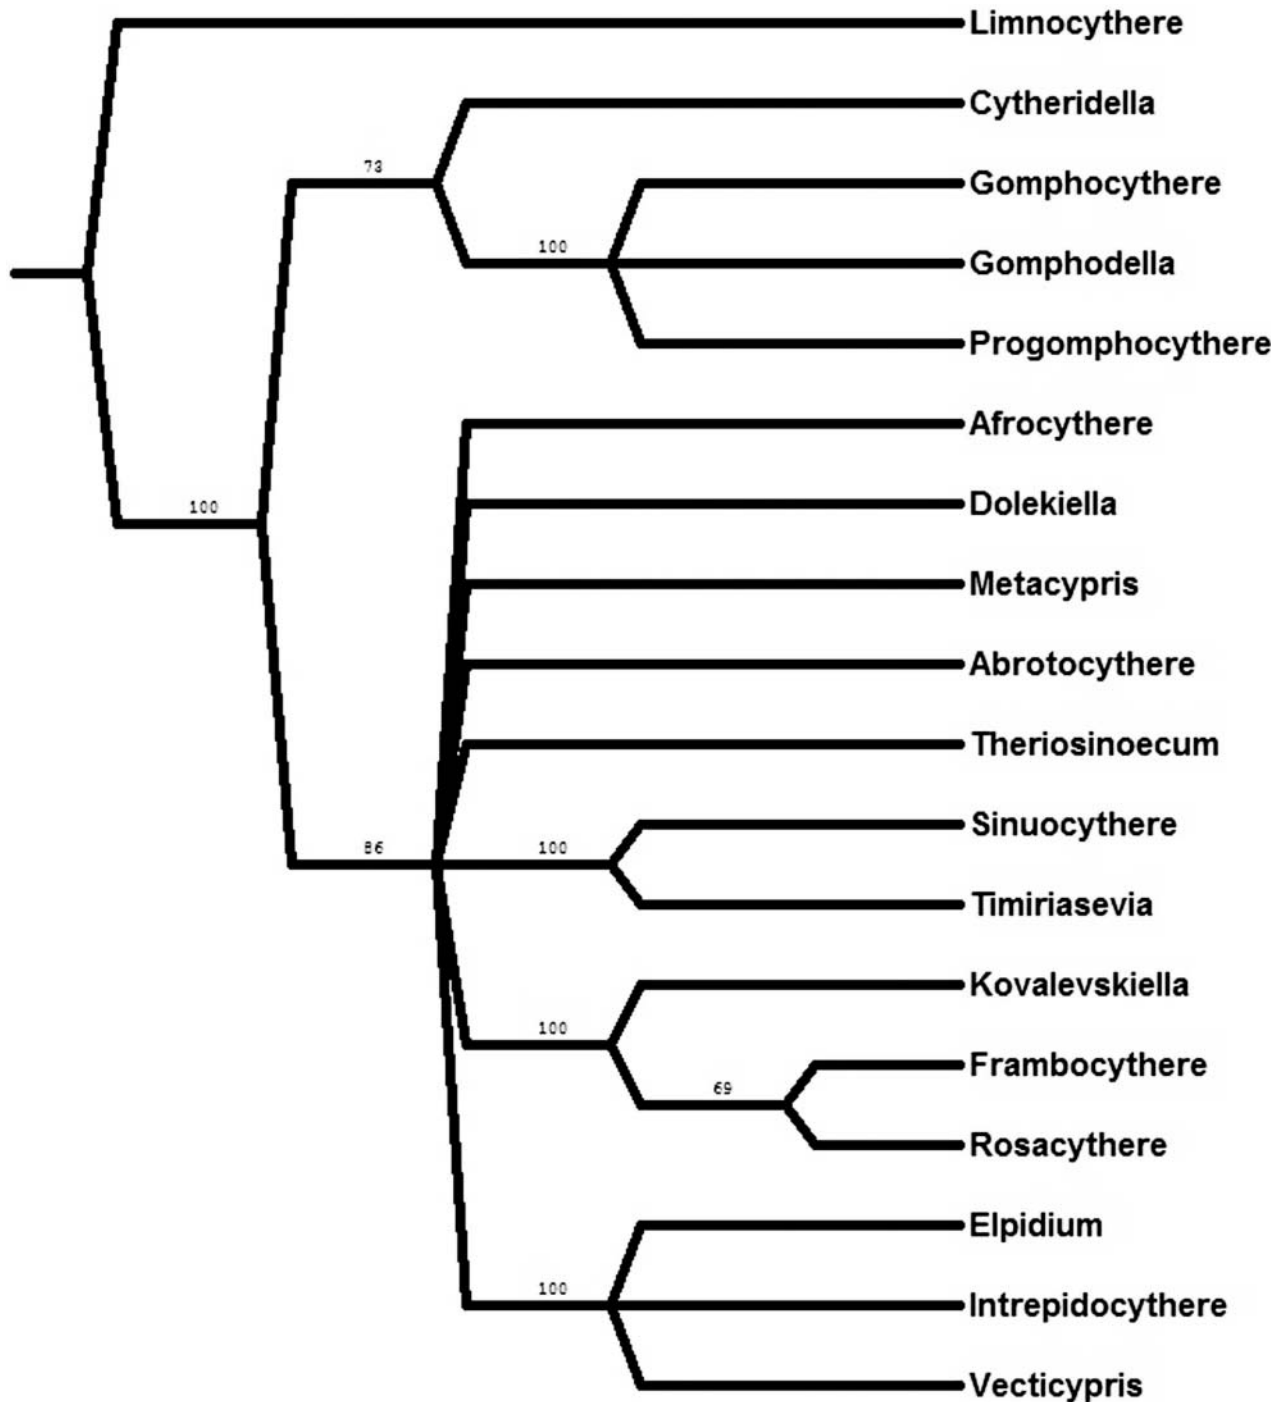 Limnocythere
Cytheridella
73
Gomphocythere
100
Gomphodella
Progomphocythere
Afrocythere
100
Dolekiella
Metacypris
Abrotocythere
Theriosinoecum
Sinuocythere
86
100
Timiriasevia
Kovalevskiella
100
Frambocythere
69
Rosacythere
Elpidium
100
Intrepidocythere
Vecticypris